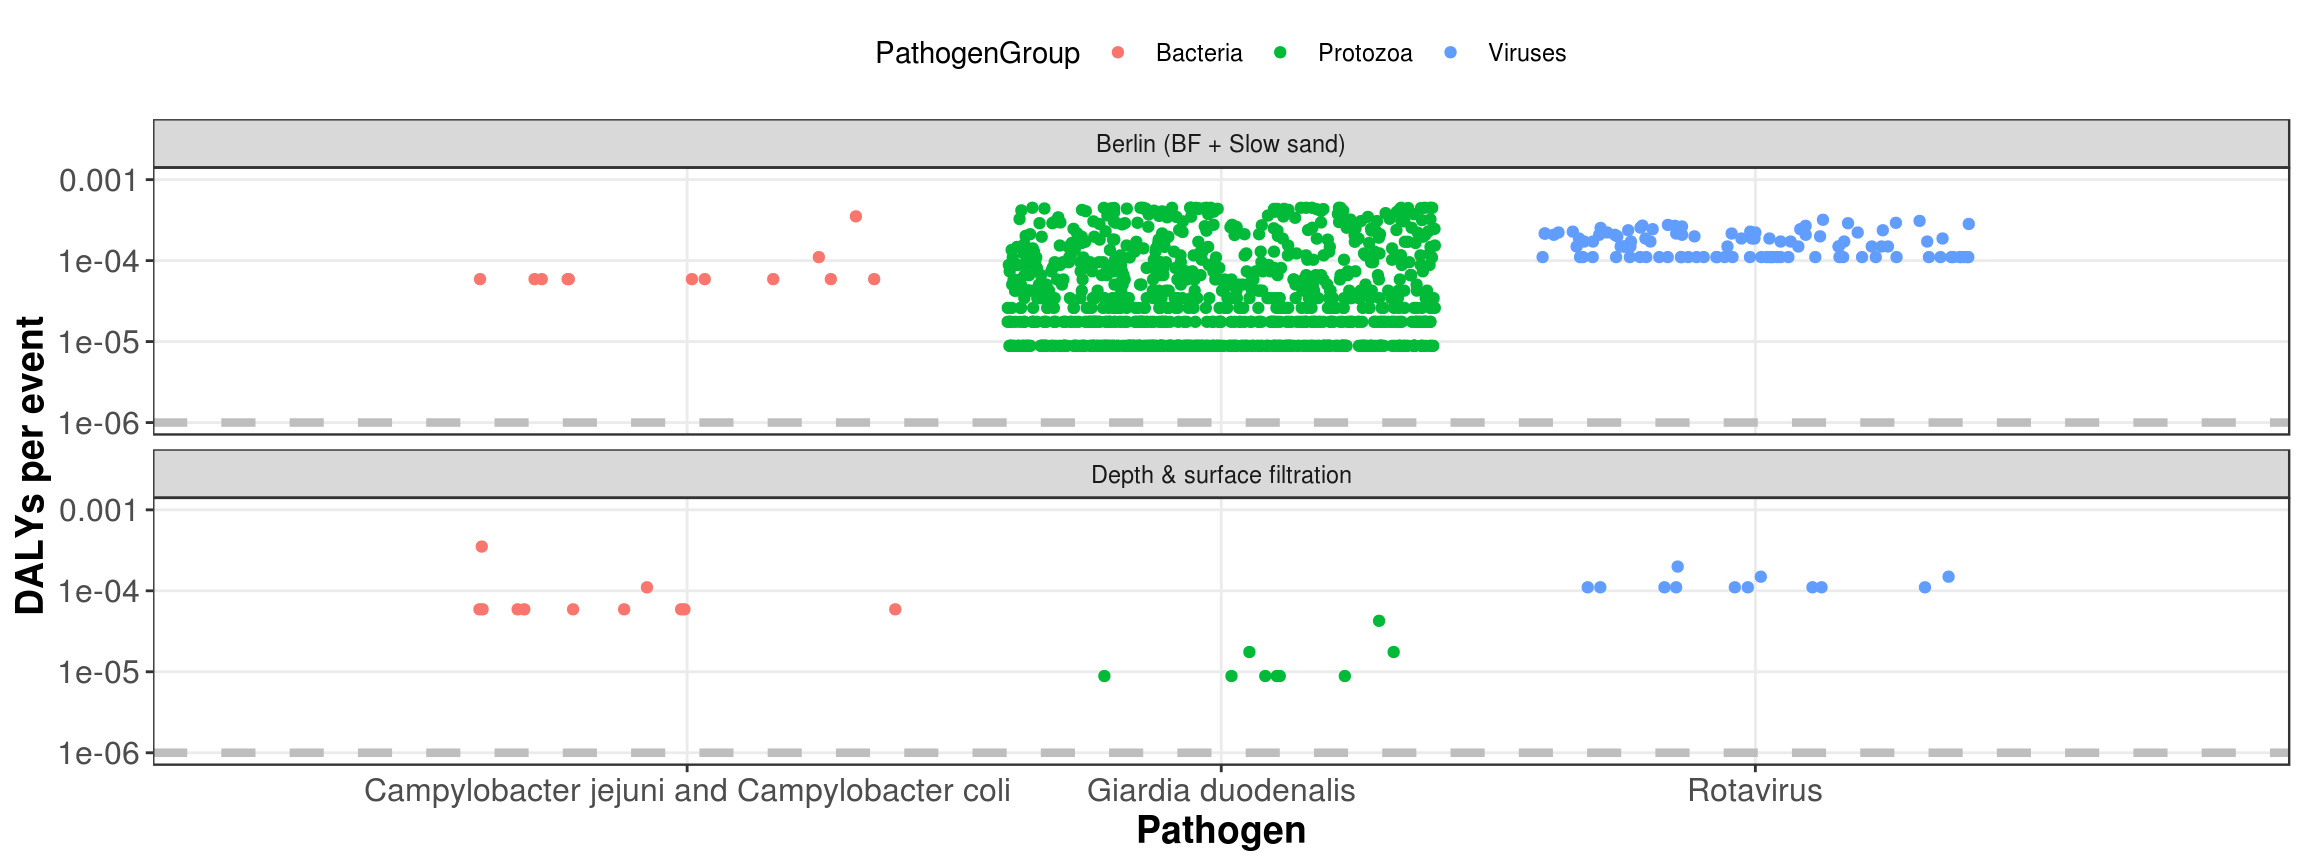 PathogenGroup Bacteria Protozoa Viruses
Berlin (BF + Slow sand)
0.001
1e-04
1e-05
1e-06
DALYs per event
Depth & surface filtration
0.001
1e-04
1e-05
1e-06
Campylobacter jejuni and Campylobacter coli Giardia duodenalis Rotavirus
Pathogen